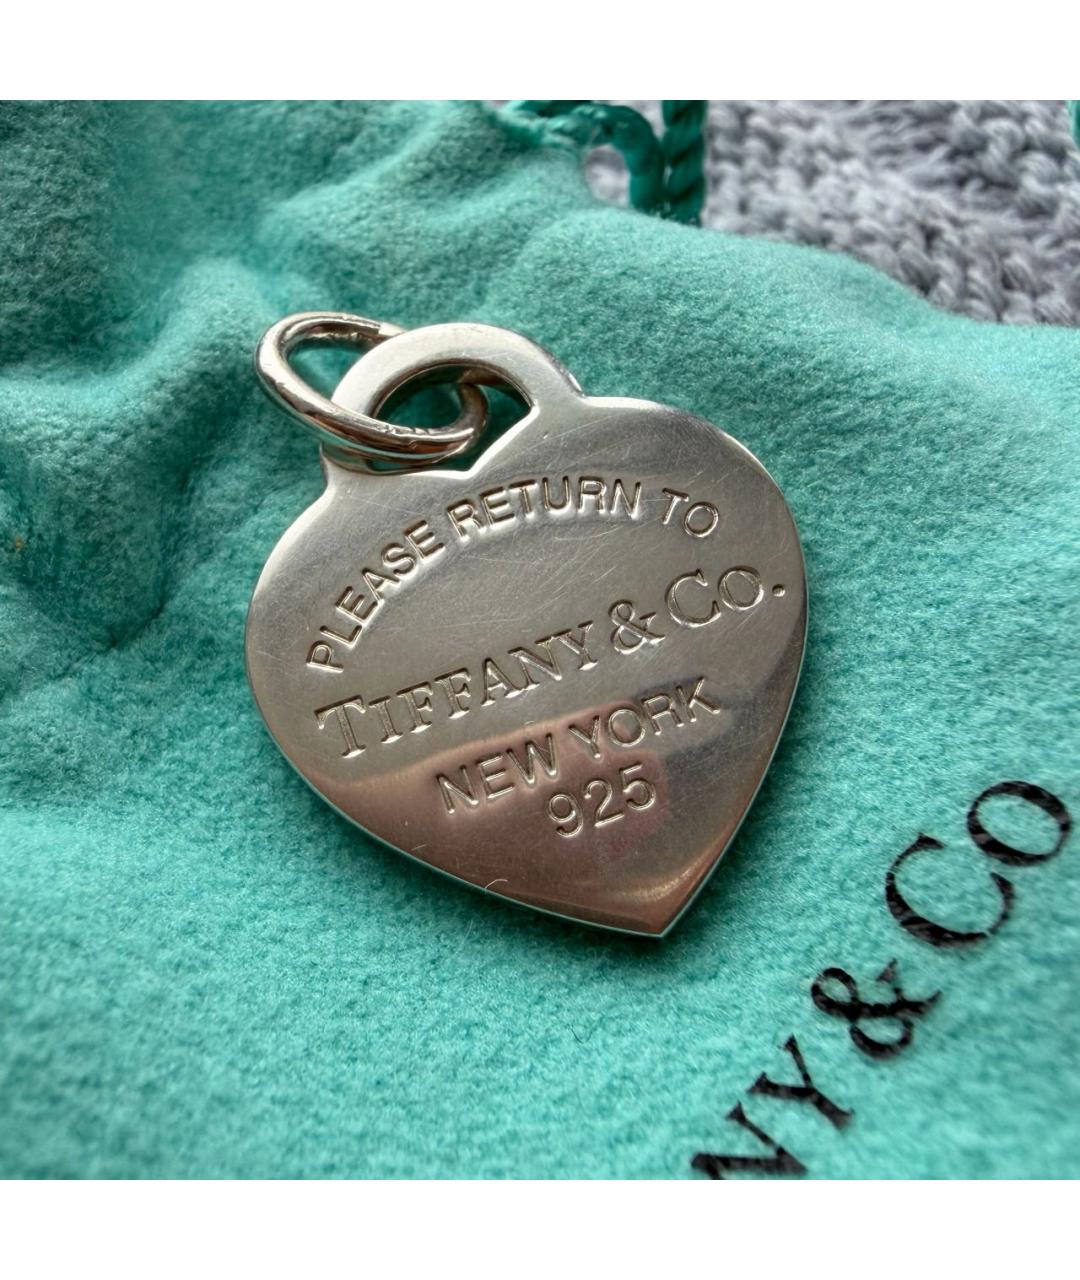 PLEASE RETURN TO
TIFFANY & CO.
NEW YORK
925
NY & CO